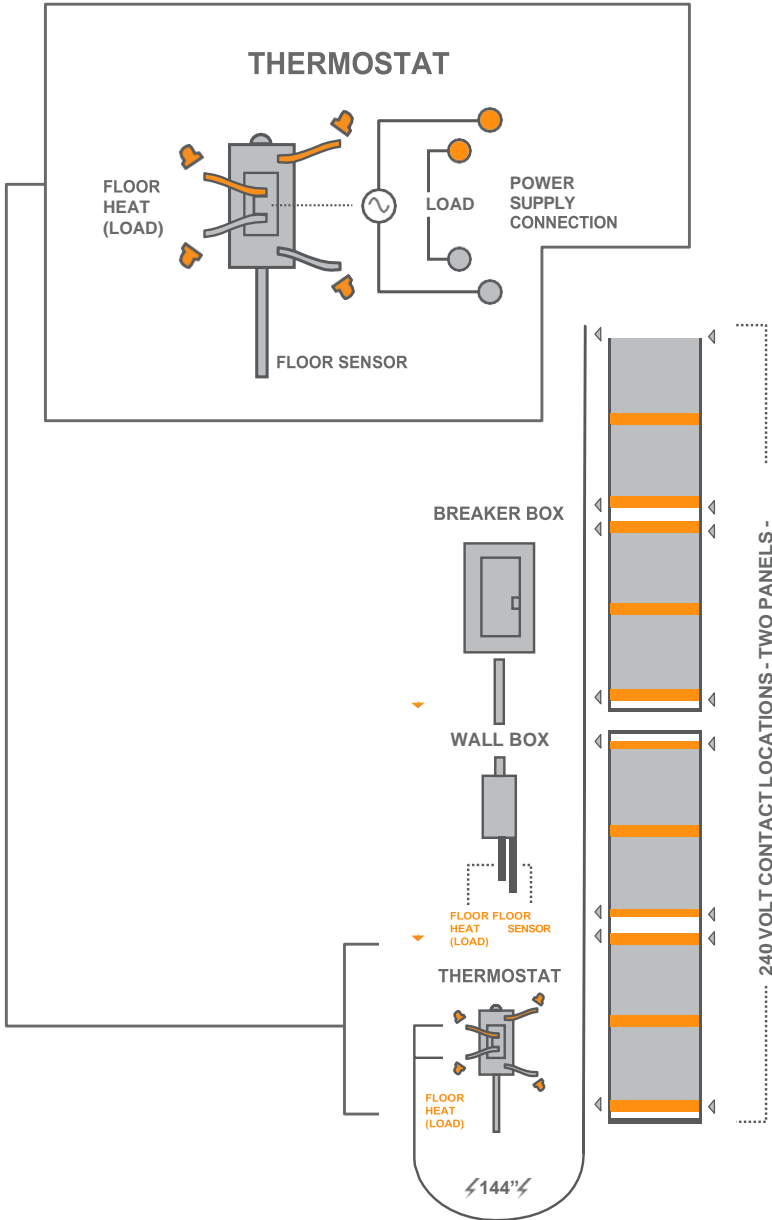 THERMOSTAT
FLOOR
HEAT
(LOAD)
LOAD
POWER
SUPPLY
CONNECTION
FLOOR SENSOR
BREAKER BOX
WALL BOX
FLOOR FLOOR
HEAT SENSOR
(LOAD)
THERMOSTAT
FLOOR
HEAT
(LOAD)
144”
240 VOLT CONTACT LOCATIONS - TWO PANELS -